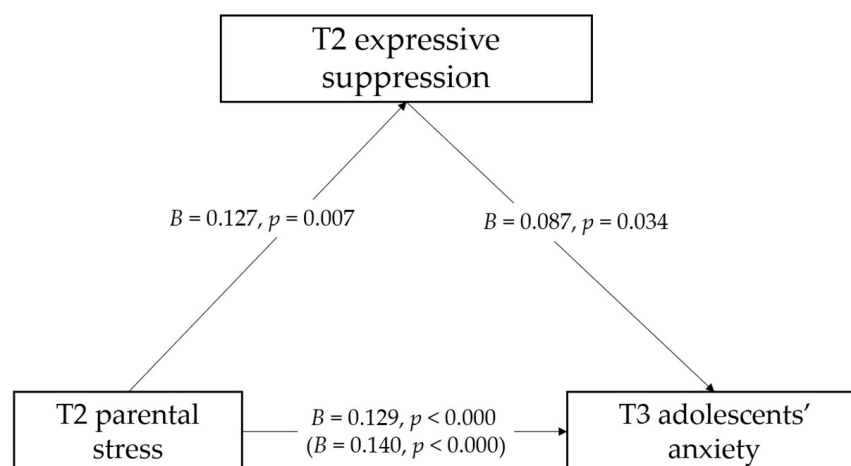 T2 expressive
suppression
B = 0.127, p = 0.007
B = 0.087, p = 0.034
T2 parental
stress
B = 0.129, p < 0.000
(B = 0.140, p < 0.000)
T3 adolescents’
anxiety